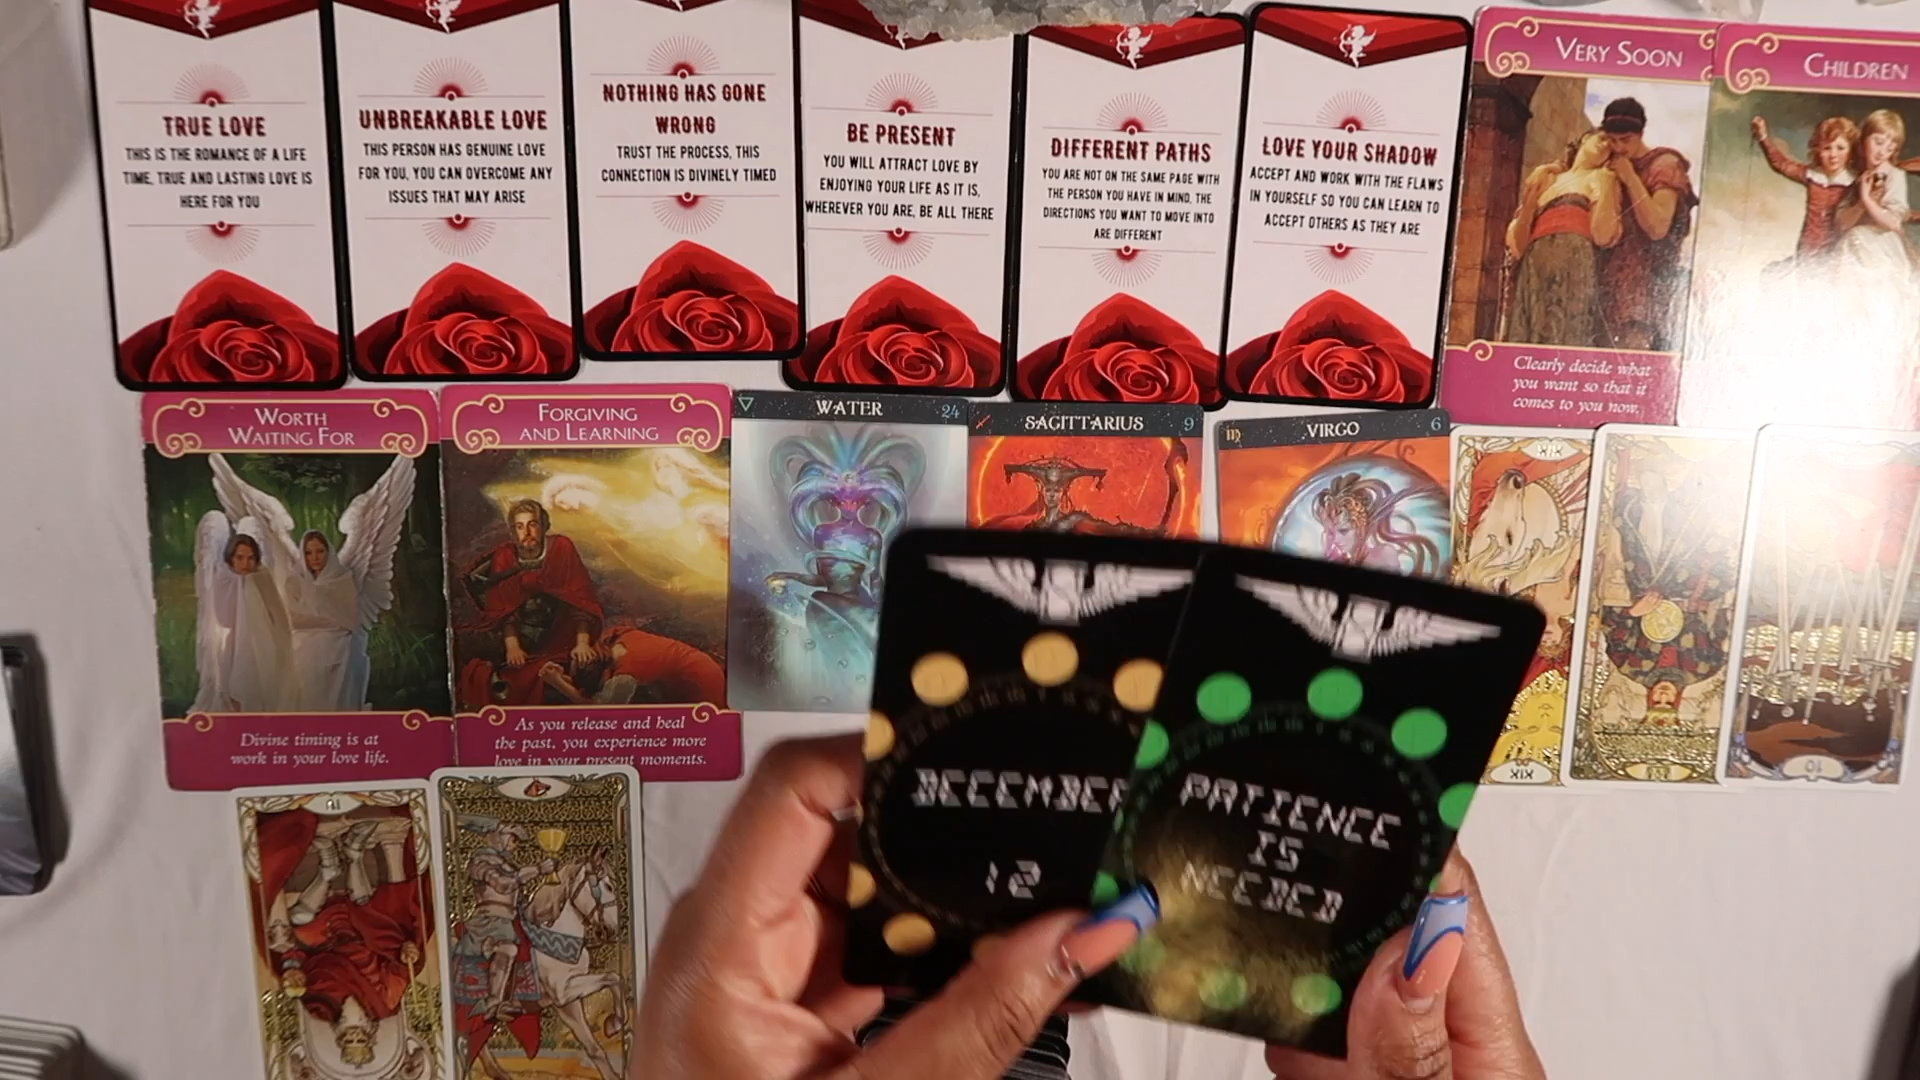 TRUE LOVE
THIS IS THE ROMANCE OF A LIFE
TIME, TRUE AND LASTING LOVE IS
HERE FOR YOU
UNBREAKABLE LOVE
THIS PERSON HAS GENUINE LOVE
FOR YOU, YOU CAN OVERCOME ANY
ISSUES THAT MAY ARISE
NOTHING HAS GONE
WRONG
TRUST THE PROCESS, THIS
CONNECTION IS DIVINELY TIMED
BE PRESENT
YOU WILL ATTRACT LOVE BY
ENJOYING YOUR LIFE AS IT IS,
WHEREVER YOU ARE, BE ALL THERE
DIFFERENT PATHS
YOU ARE NOT ON THE SAME PAGE WITH
THE PERSON YOU HAVE IN MIND, THE
DIRECTIONS YOU WANT TO MOVE INTO
ARE DIFFERENT
LOVE YOUR SHADOW
ACCEPT AND WORK WITH THE FLAWS
IN YOURSELF SO YOU CAN LEARN TO
ACCEPT OTHERS AS THEY ARE
VERY SOON
Clearly decide what
you want so that it
comes to you now.
CHILDREN
WORTH
WAITING FOR
Divine timing is at
work in your love life.
FORGIVING
AND LEARNING
As you release and heal
the past, you experience more
love in your present moments.
WATER 24
SAGITTARIUS 9
VIRGO 6
XIX
XIX
10
IV
DECEMBER
12
PATIENCE
IS
NEEDED